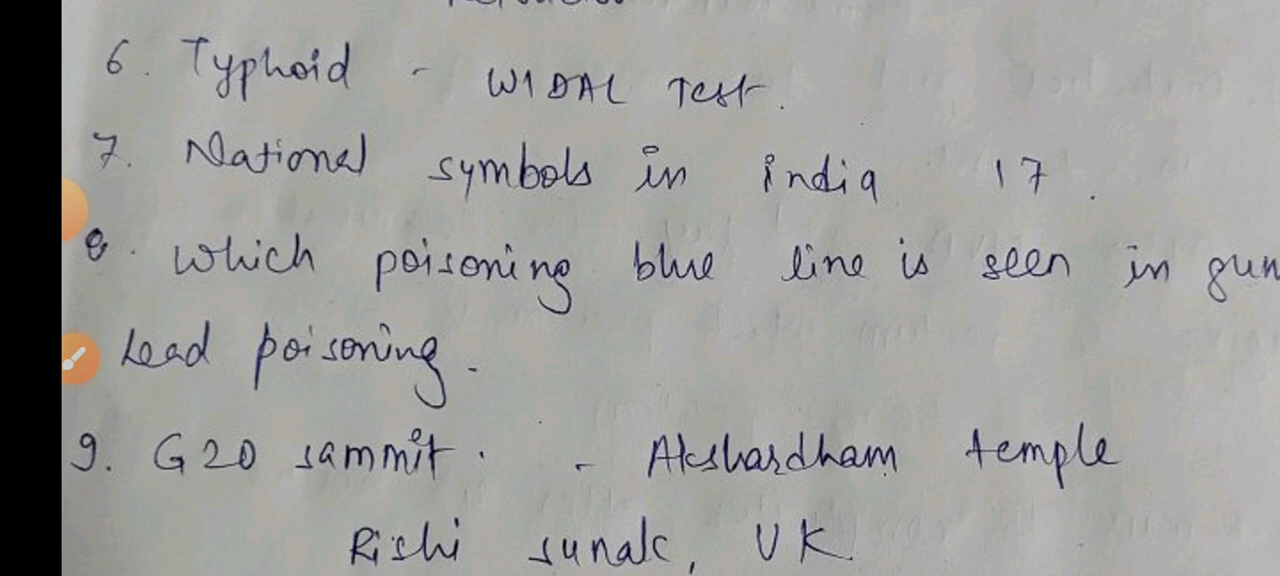 6. Typhoid - WIDAL Test.
7. National symbols in india 17.
8. which poisoning blue line is seen in gum
Lead poisoning.
9. G20 sammit. - Akshardham temple
Rishi sunak, UK